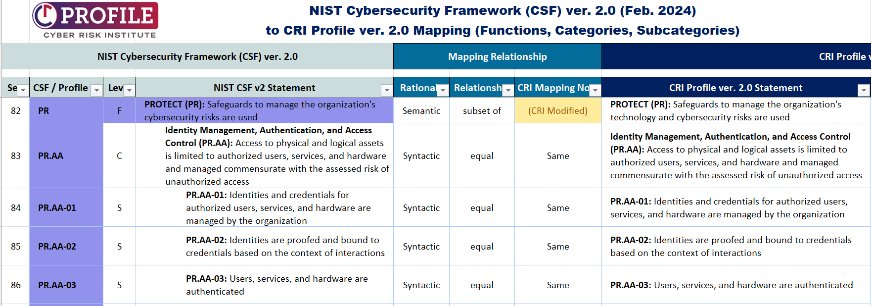 PROFILE
CYBER RISK INSTITUTE
NIST Cybersecurity Framework (CSF) ver. 2.0 (Feb. 2024)
to CRI Profile ver. 2.0 Mapping (Functions, Categories, Subcategories)
NIST Cybersecurity Framework (CSF) ver. 2.0
Mapping Relationship
CRI Profile v
Se
CSF / Profile
Lev
NIST CSF v2 Statement
Rationa
Relationsh
CRI Mapping No
CRI Profile ver. 2.0 Statement
82
PR
F
PROTECT (PR): Safeguards to manage the organization's
cybersecurity risks are used
Semantic
subset of
(CRI Modified)
PROTECT (PR): Safeguards to manage the organization's
technology and cybersecurity risks are used
83
PR.AA
C
Identity Management, Authentication, and Access
Control (PR.AA): Access to physical and logical assets
is limited to authorized users, services, and hardware
and managed commensurate with the assessed risk of
unauthorized access
Syntactic
equal
Same
Identity Management, Authentication, and Access Control
(PR.AA): Access to physical and logical assets is limited to
authorized users, services, and hardware and managed
commensurate with the assessed risk of unauthorized access
84
PR.AA-01
S
PR.AA-01: Identities and credentials for
authorized users, services, and hardware are
managed by the organization
Syntactic
equal
Same
PR.AA-01: Identities and credentials for authorized users,
services, and hardware are managed by the organization
85
PR.AA-02
S
PR.AA-02: Identities are proofed and bound to
credentials based on the context of interactions
Syntactic
equal
Same
PR.AA-02: Identities are proofed and bound to credentials
based on the context of interactions
86
PR.AA-03
S
PR.AA-03: Users, services, and hardware are
authenticated
Syntactic
equal
Same
PR.AA-03: Users, services, and hardware are authenticated